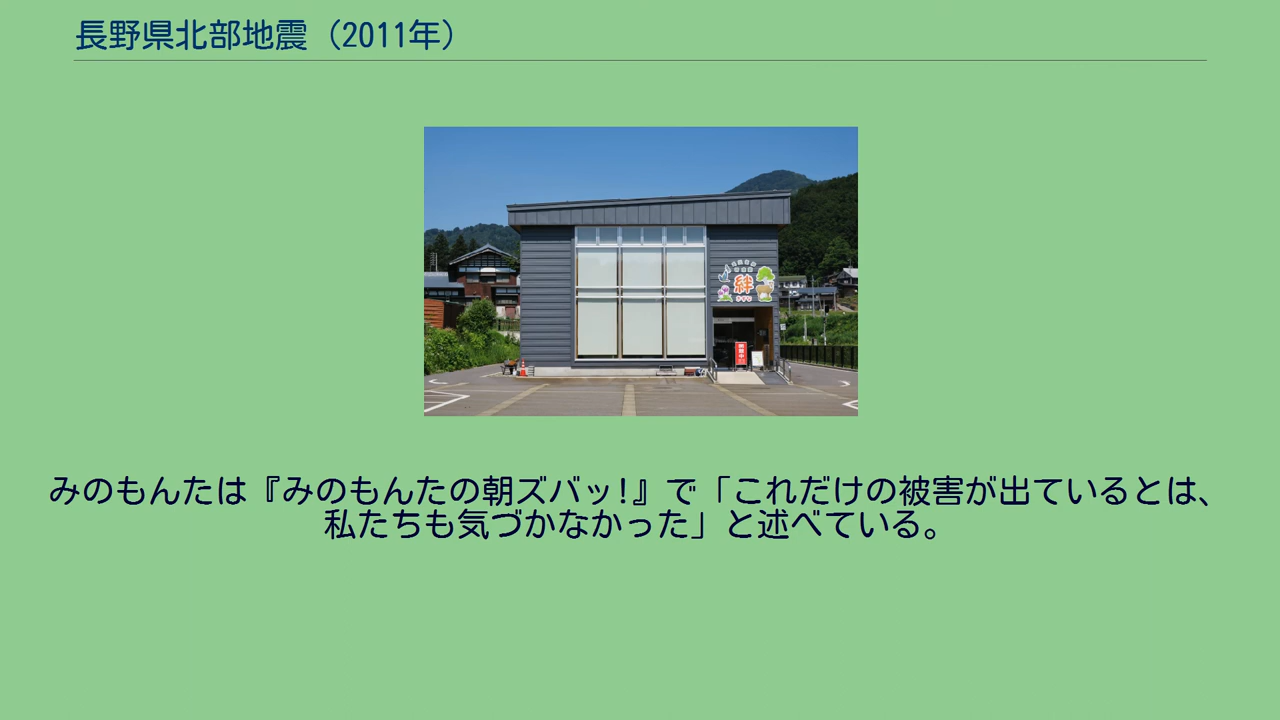 長野県北部地震（2011年）
絆
きずな
みのもんたは『みのもんたの朝ズバッ!』で「これだけの被害が出ているとは、
私たちも気づかなかった」と述べている。